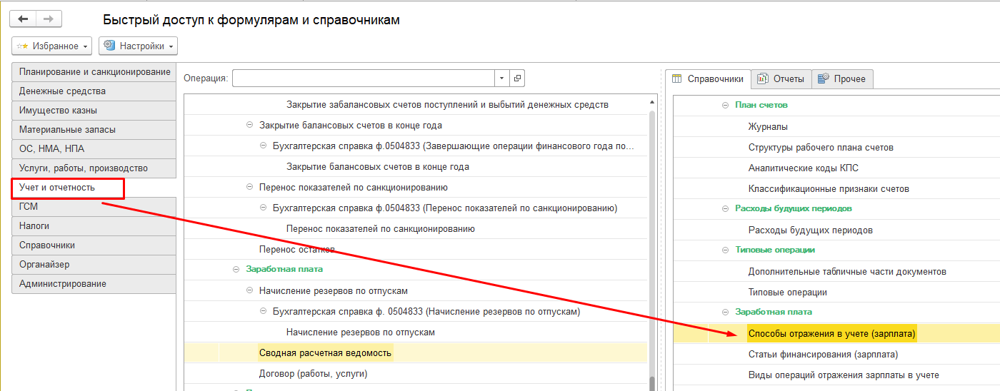 Быстрый доступ к формулярам и справочникам
Избранное
Настройки
Планирование и санкционирование
Денежные средства
Имущество казны
Материальные запасы
ОС, НМА, НПА
Услуги, работы, производство
Учет и отчетность
ГСМ
Налоги
Справочники
Органайзер
Администрирование
Операция:
Закрытие забалансовых счетов поступлений и выбытий денежных средств
Закрытие балансовых счетов в конце года
Бухгалтерская справка ф.0504833 (Завершающие операции финансового года по...
Закрытие балансовых счетов в конце года
Перенос показателей по санкционированию
Бухгалтерская справка ф.0504833 (Перенос показателей по санкционированию)
Перенос показателей по санкционированию
Перенос остатков
Заработная плата
Начисление резервов по отпускам
Бухгалтерская справка ф. 0504833 (Начисление резервов по отпускам)
Начисление резервов по отпускам
Сводная расчетная ведомость
Договор (работы, услуги)
Справочники
Отчеты
Прочее
План счетов
Журналы
Структуры рабочего плана счетов
Аналитические коды КПС
Классификационные признаки счетов
Расходы будущих периодов
Расходы будущих периодов
Типовые операции
Дополнительные табличные части документов
Типовые операции
Заработная плата
Способы отражения в учете (зарплата)
Статьи финансирования (зарплата)
Виды операций отражения зарплаты в учете